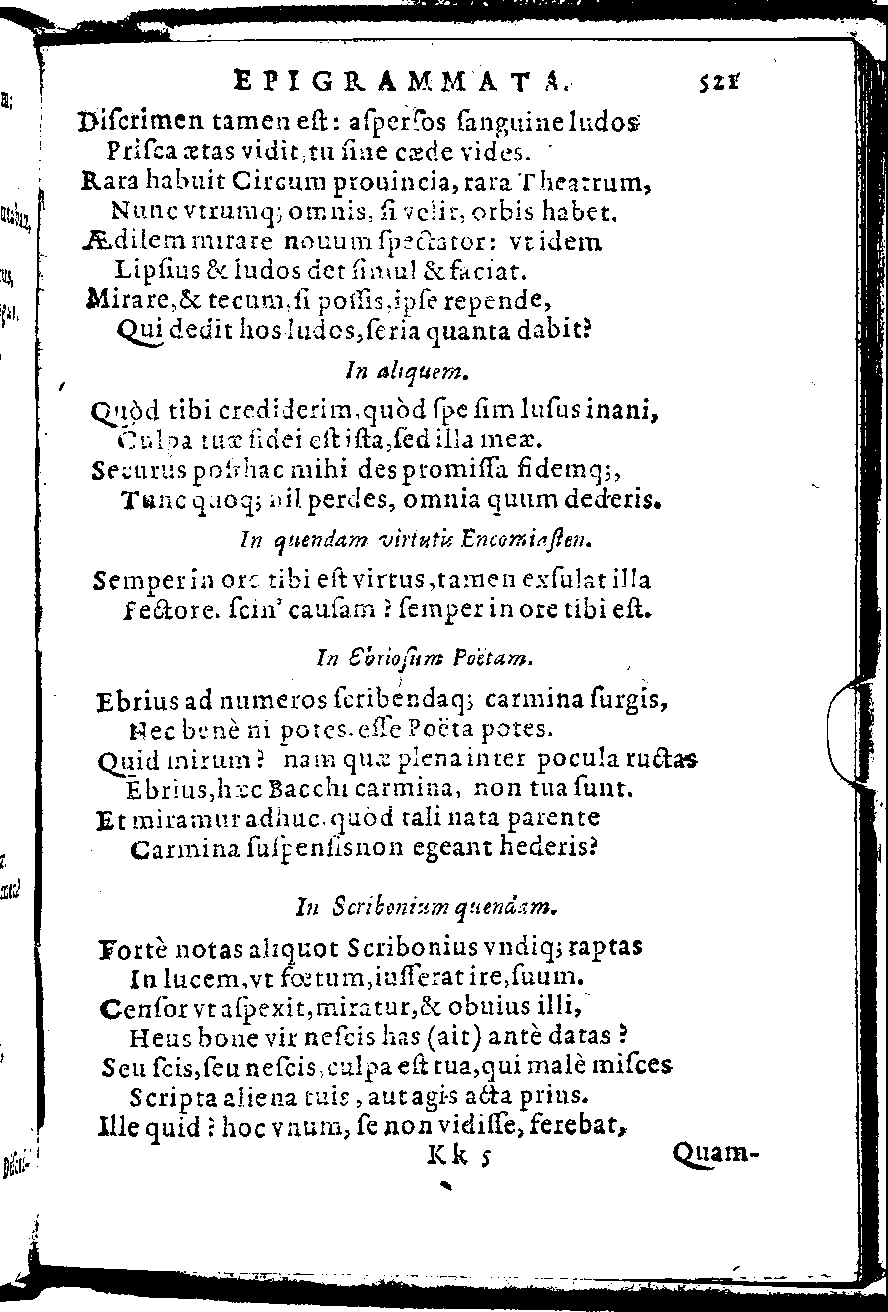 EPIGRAMMATA. 521
Diſcrimen tamen eſt: aſperſos ſanguine ludos
Priſca ætas vidit, tu ſine cæde vides.
Rara habuit Circum prouincia, rara Theatrum,
Nunc vtrumq; omnis, ſi velit, orbis habet.
Ædilem mirare nouum ſpectator: vt idem
Lipſius & ludos det ſimul & faciat.
Mirare, & tecum, ſi poſſis, ipſe repende,
Qui dedit hos ludos, ſeria quanta dabit?
In aliquem.
Quòd tibi crediderim, quòd ſpe ſim luſus inani,
Culpa tuæ fidei eſt iſta, ſed illa meæ.
Securus poſthac mihi des promiſſa fidemq;,
Tunc quoq; nil perdes, omnia quum dederis.
In quendam virtutis Encomiaſten.
Semper in ore tibi eſt virtus, tamen exſulat illa
Pectore. ſcin' cauſam? ſemper in ore tibi eſt.
In Ebrioſum Poëtam.
Ebrius ad numeros ſcribendaq; carmina ſurgis,
Nec benè ni potes, eſſe Poëta potes.
Quid mirum? nam quæ plena inter pocula ructas
Ebrius, hæc Bacchi carmina, non tua ſunt.
Et miramur adhuc, quòd tali nata parente
Carmina ſuſpenſis non egeant hederis?
In Scribonium quendam.
Fortè notas aliquot Scribonius vndiq; raptas
In lucem, vt fœtum, iuſſerat ire, ſuum.
Cenſor vt aſpexit, miratur, & obuius illi,
Heus bone vir neſcis has (ait) antè datas?
Seu ſcis, ſeu neſcis, culpa eſt tua, qui malè miſces
Scripta aliena tuis, aut agis acta prius.
Ille quid? hoc vnum, ſe non vidiſſe, ferebat,
Kk 5 Quam-